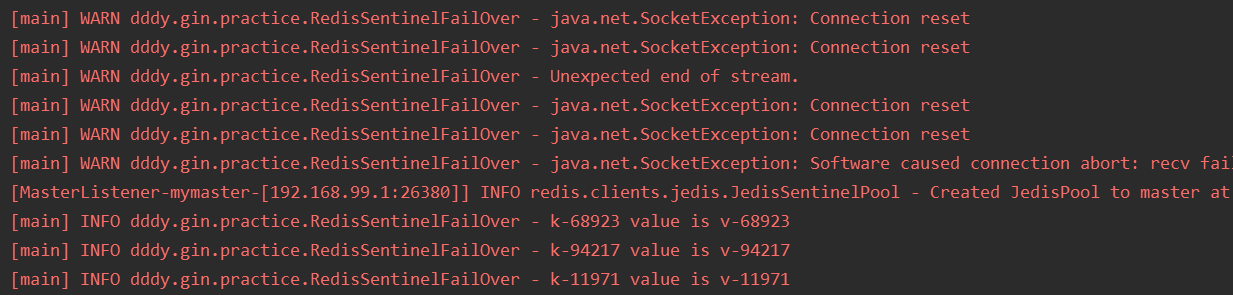 [main] WARN dddy.gin.practice.RedisSentinelFailOver - java.net.SocketException: Connection reset
[main] WARN dddy.gin.practice.RedisSentinelFailOver - java.net.SocketException: Connection reset
[main] WARN dddy.gin.practice.RedisSentinelFailOver - Unexpected end of stream.
[main] WARN dddy.gin.practice.RedisSentinelFailOver - java.net.SocketException: Connection reset
[main] WARN dddy.gin.practice.RedisSentinelFailOver - java.net.SocketException: Connection reset
[main] WARN dddy.gin.practice.RedisSentinelFailOver - java.net.SocketException: Software caused connection abort: recv fai
[MasterListener-mymaster-[192.168.99.1:26380]] INFO redis.clients.jedis.JedisSentinelPool - Created JedisPool to master at
[main] INFO dddy.gin.practice.RedisSentinelFailOver - k-68923 value is v-68923
[main] INFO dddy.gin.practice.RedisSentinelFailOver - k-94217 value is v-94217
[main] INFO dddy.gin.practice.RedisSentinelFailOver - k-11971 value is v-11971